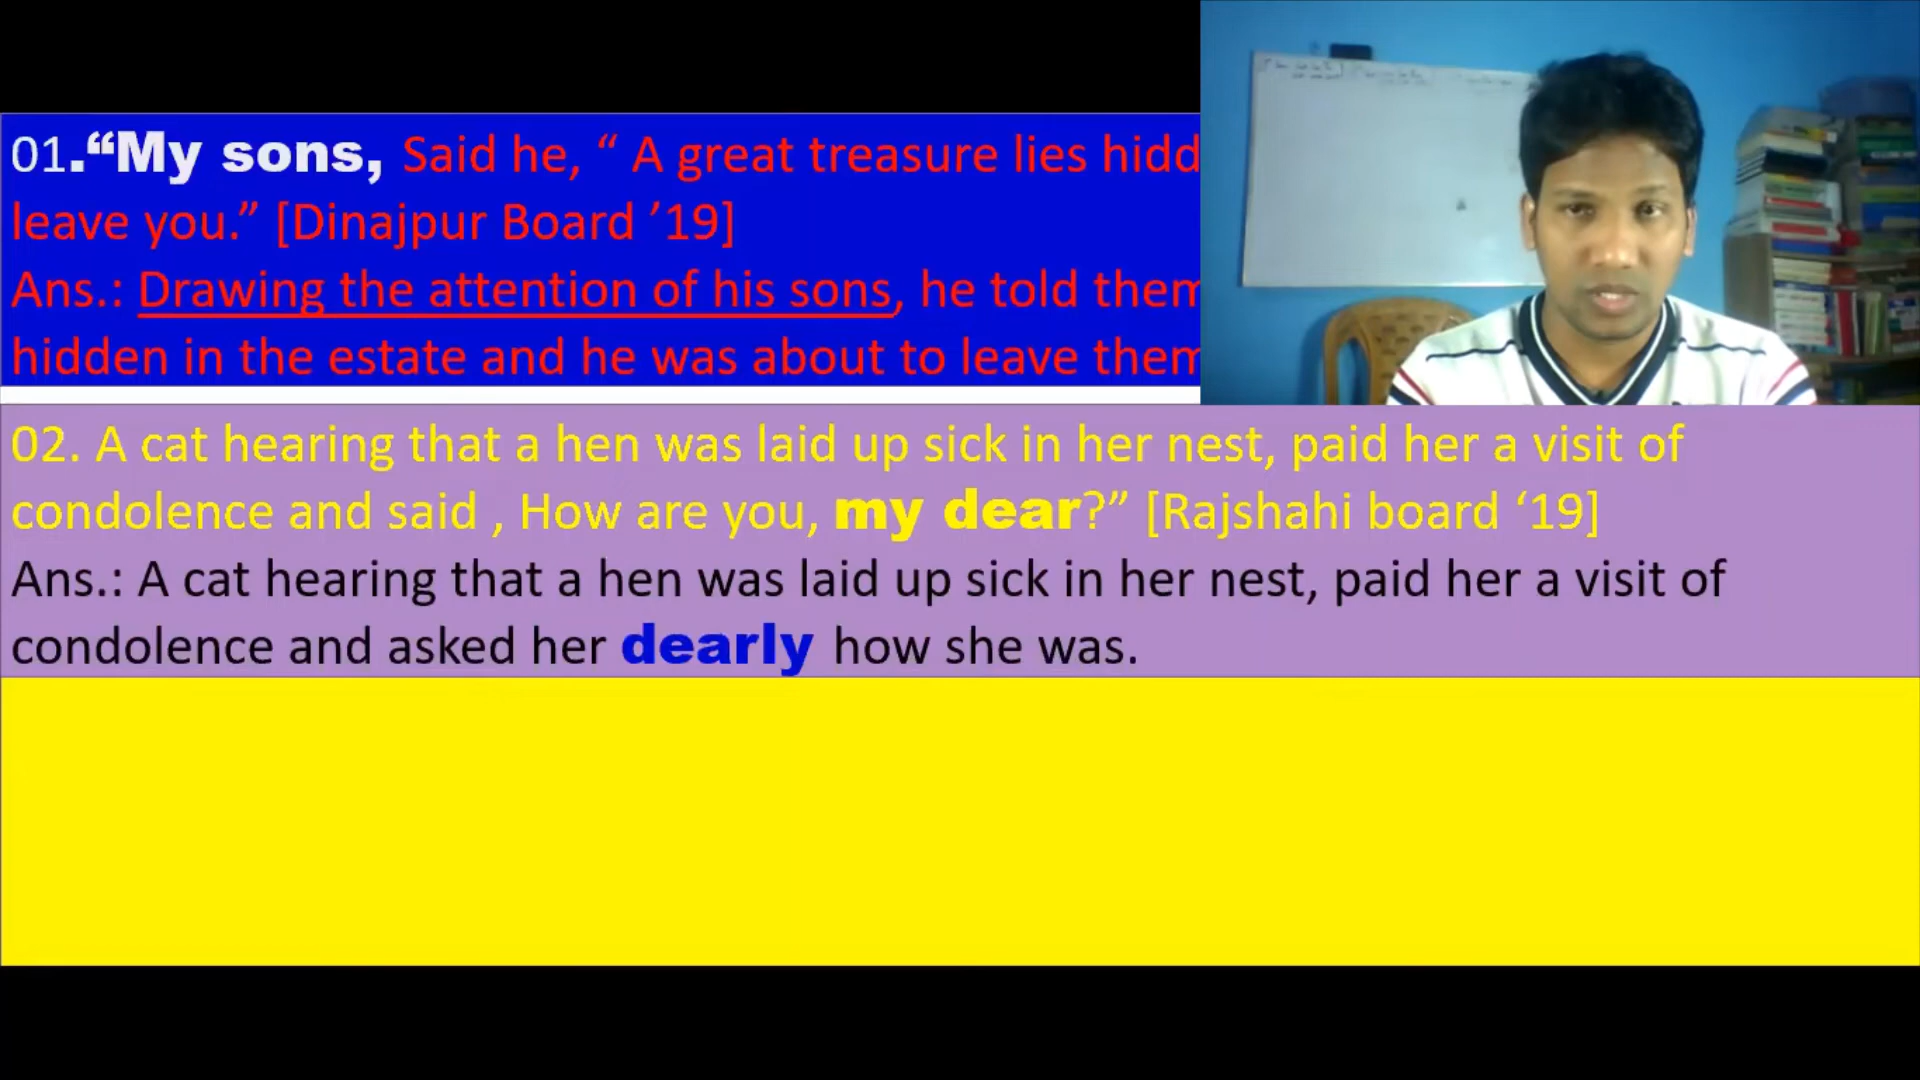 01.“My sons, Said he, “ A great treasure lies
leave you.” [Dinajpur Board ’19]
Ans.: Drawing the attention of his sons, he told them
hidden in the estate and he was about to leave them
02. A cat hearing that a hen was laid up sick in her nest, paid her a visit of
condolence and said , How are you, my dear?” [Rajshahi board ‘19]
Ans.: A cat hearing that a hen was laid up sick in her nest, paid her a visit of
condolence and asked her dearly how she was.